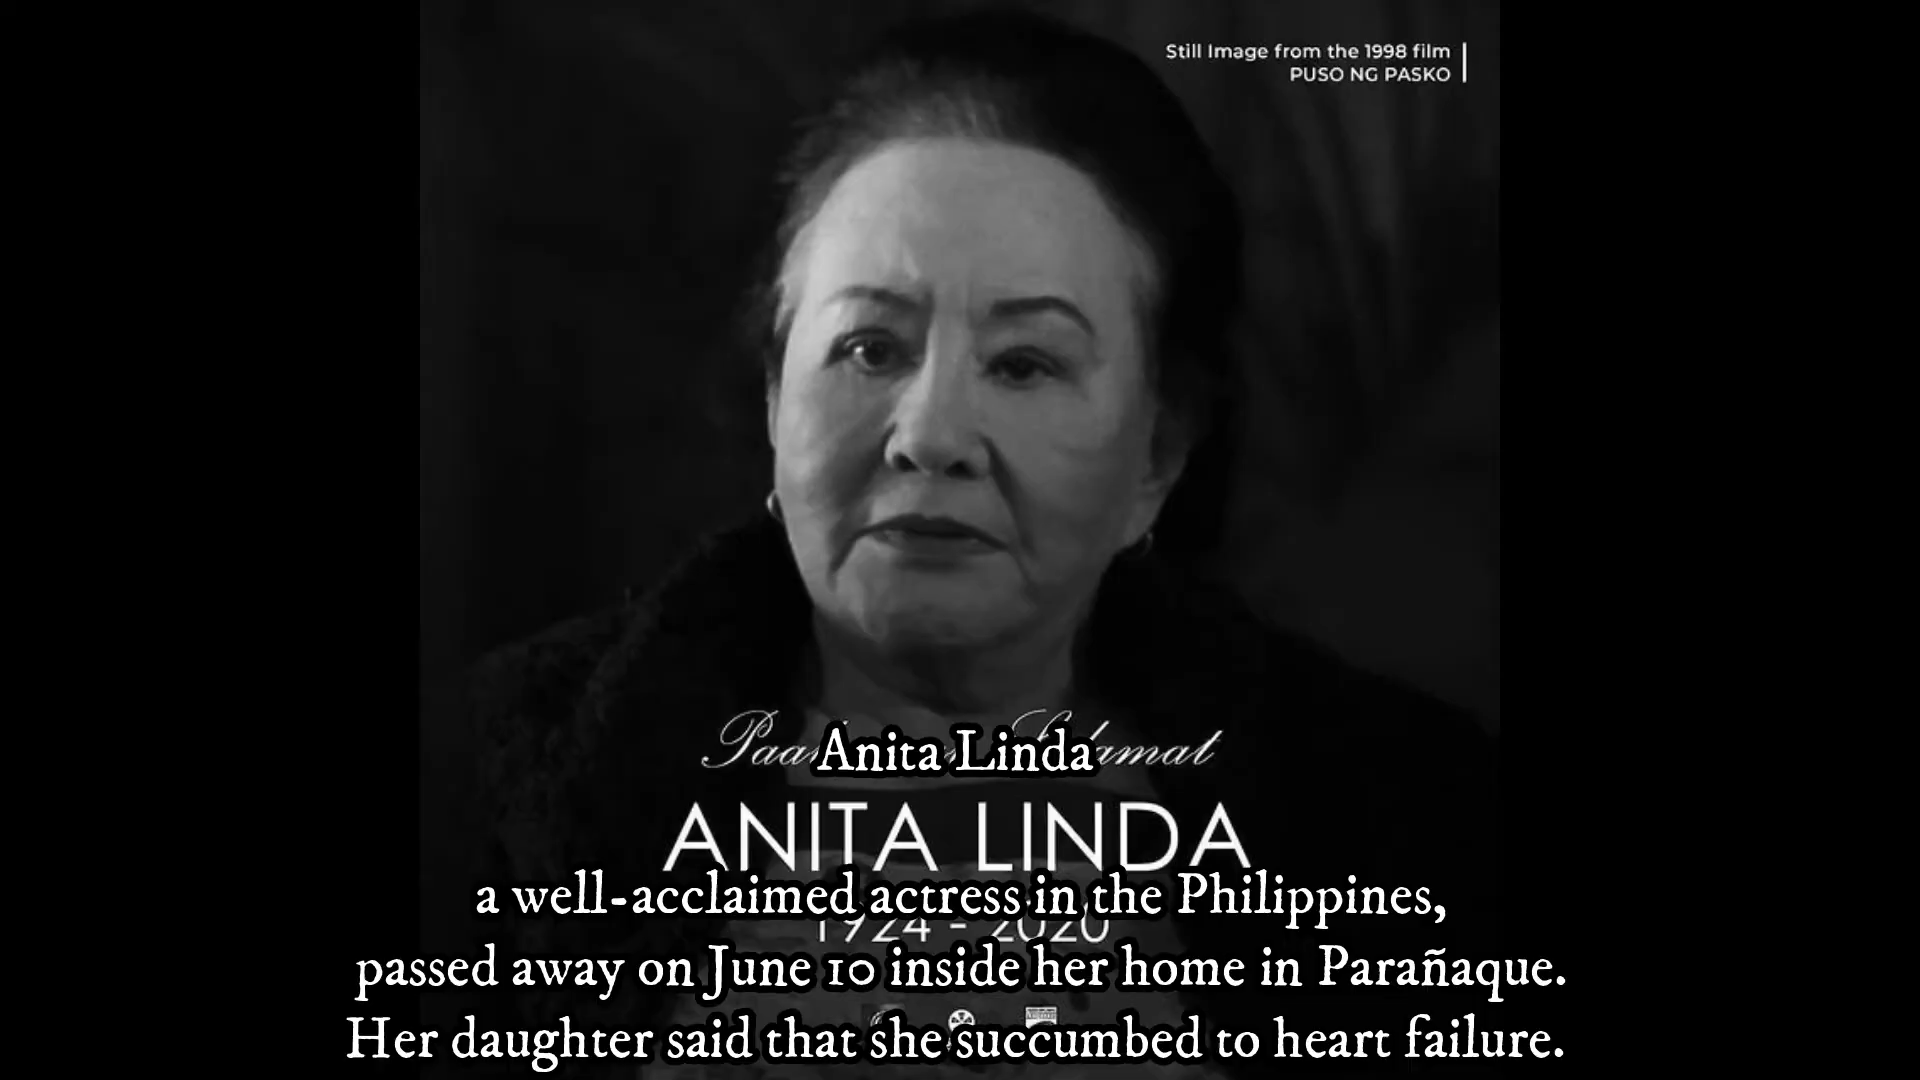 Still Image from the 1998 film
PUSO NG PASKO
Anita Linda
ANITA LINDA
a well-acclaimed actress in the Philippines,
1924 - 2020
passed away on June 10 inside her home in Parañaque.
Her daughter said that she succumbed to heart failure.